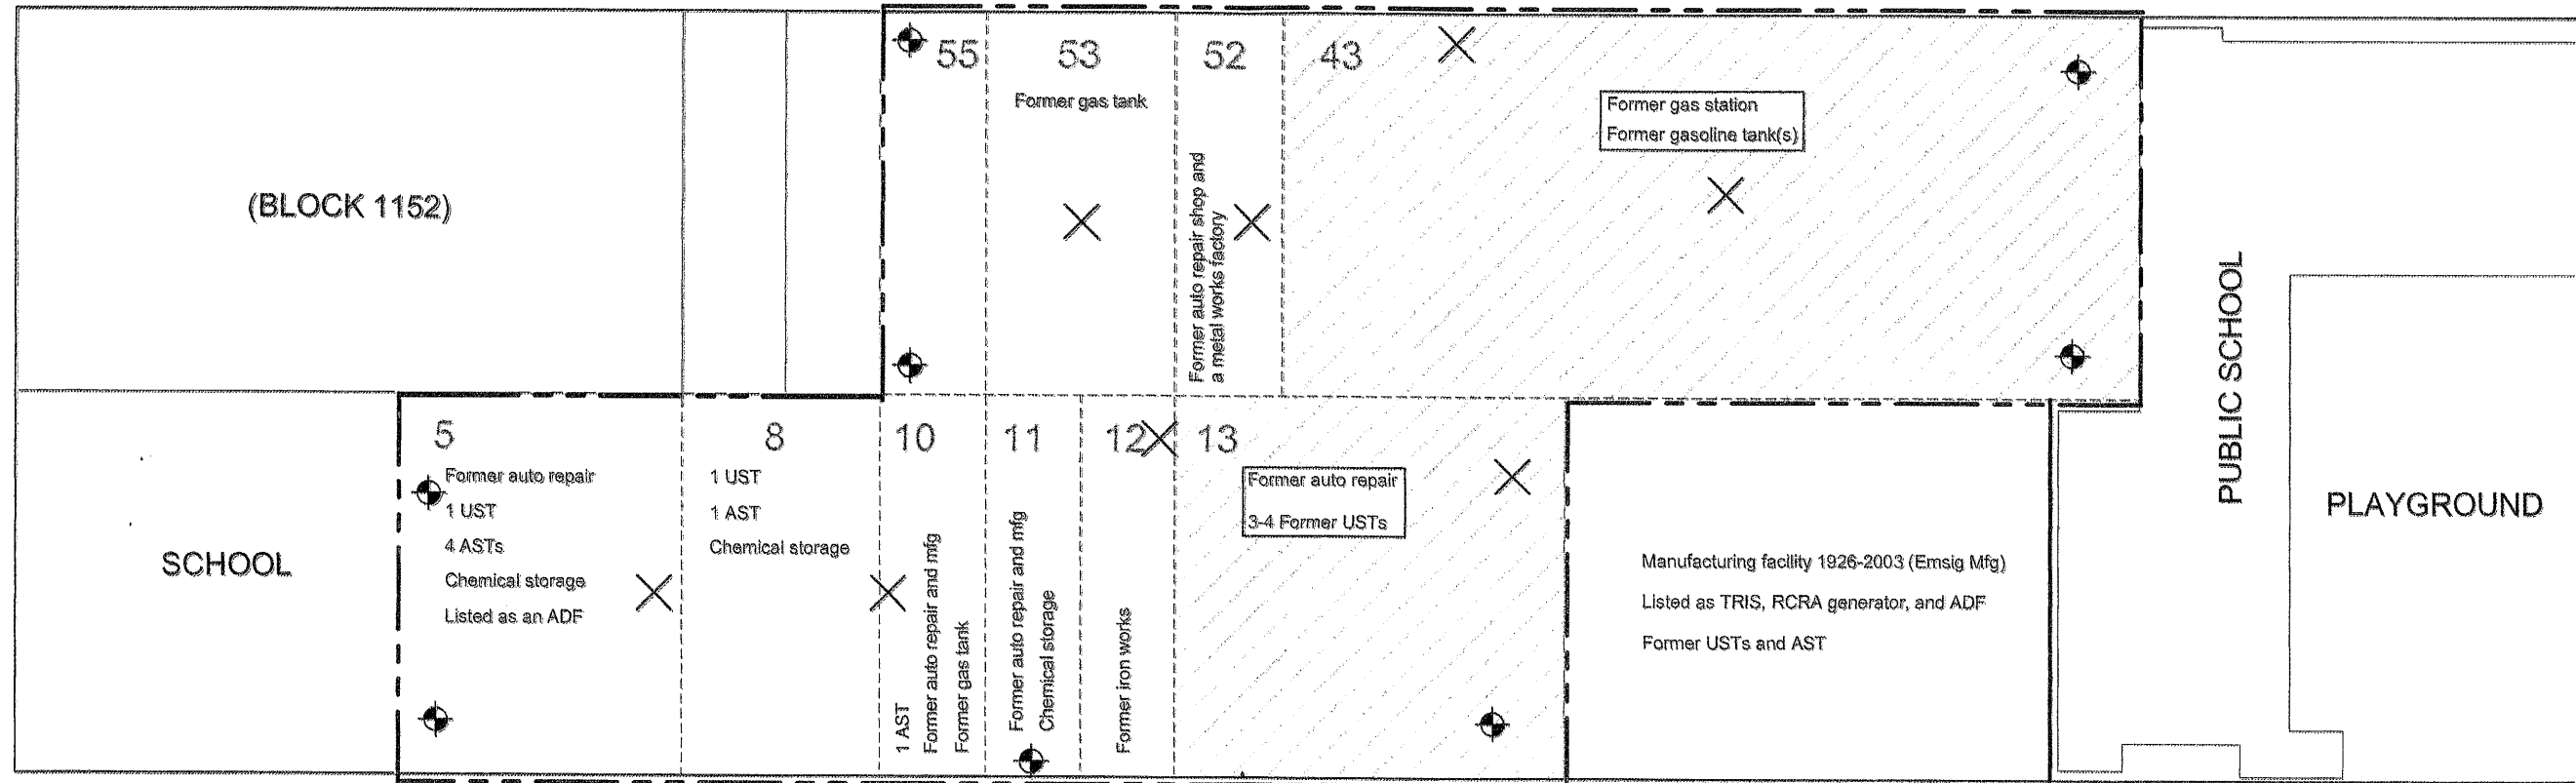 (BLOCK 1152)
55
53
Former gas tank
52
Former auto repair shop and
a metal works factory
43
Former gas station
Former gasoline tank(s)
PUBLIC SCHOOL
PLAYGROUND
SCHOOL
5
Former auto repair
1 UST
4 ASTs
Chemical storage
Listed as an ADF
8
1 UST
1 AST
Chemical storage
10
1 AST
Former auto repair and mfg
Former gas tank
11
Former auto repair and mfg
Chemical storage
12
Former iron works
13
Former auto repair
3-4 Former USTs
Manufacturing facility 1926-2003 (Emsig Mfg)
Listed as TRIS, RCRA generator, and ADF
Former USTs and AST